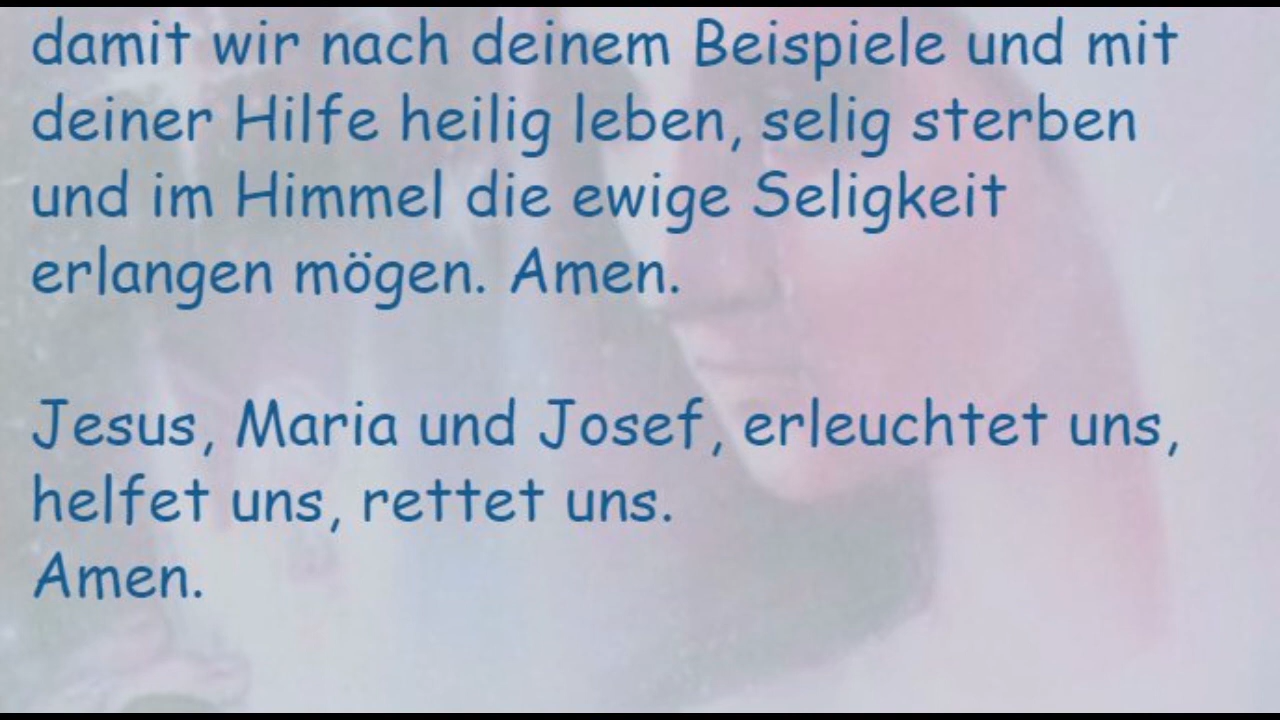 damit wir nach deinem Beispiele und mit
deiner Hilfe heilig leben, selig sterben
und im Himmel die ewige Seligkeit
erlangen mögen. Amen.
Jesus, Maria und Josef, erleuchtet uns,
helfet uns, rettet uns.
Amen.